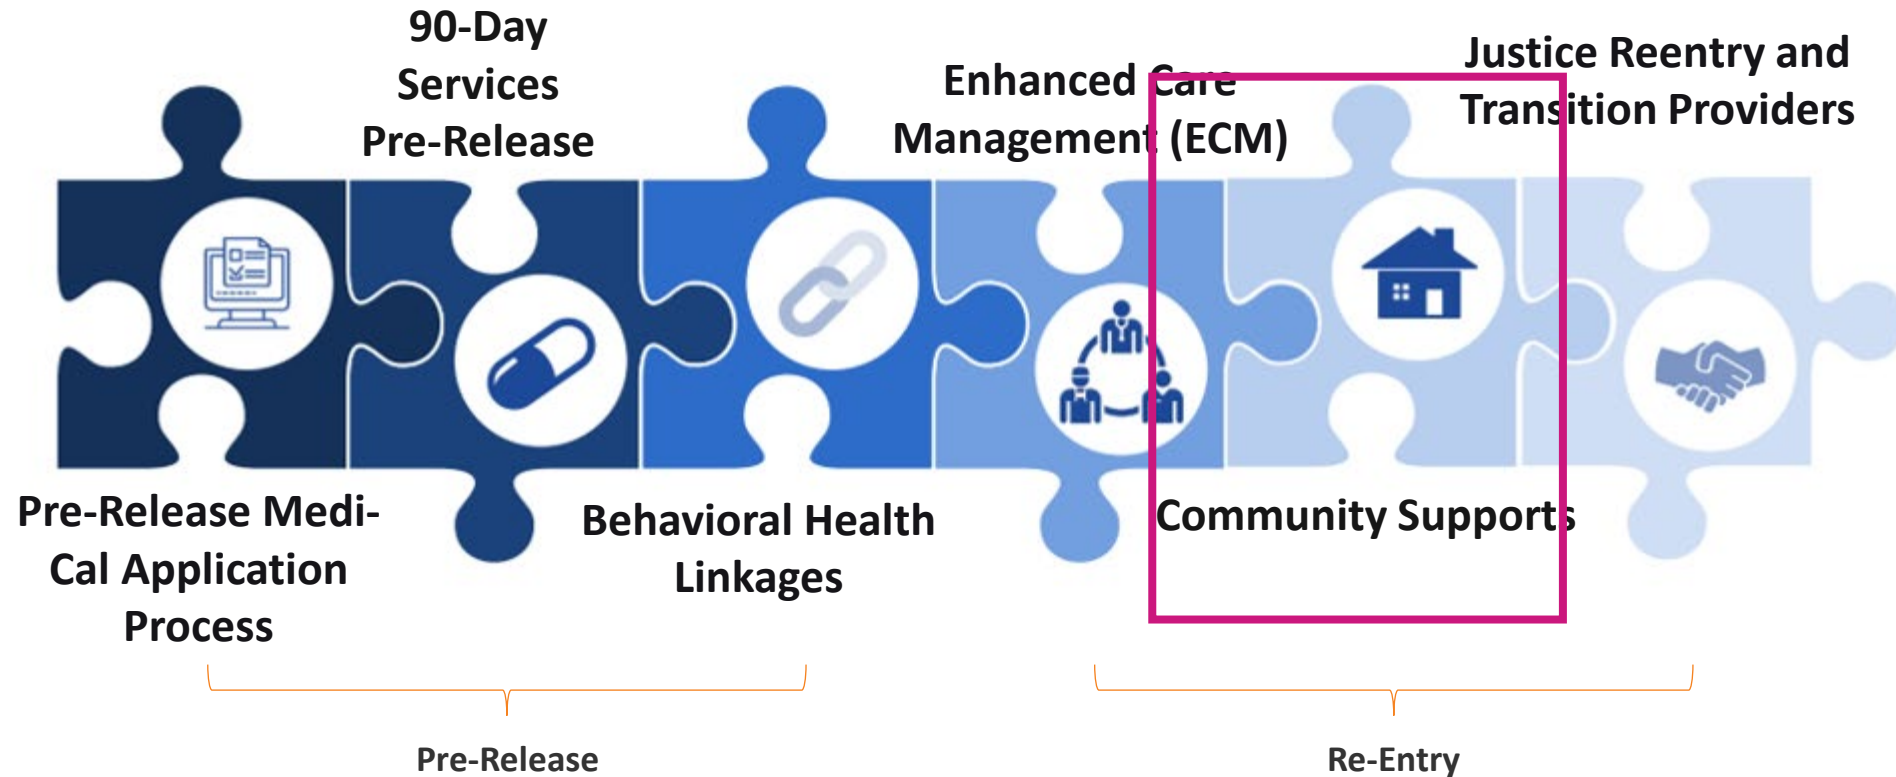 90-Day
Services
Pre-Release
Enhanced Care
Management (ECM)
Justice Reentry and
Transition Providers
Pre-Release Medi-
Cal Application
Process
Behavioral Health
Linkages
Community Supports
Pre-Release
Re-Entry